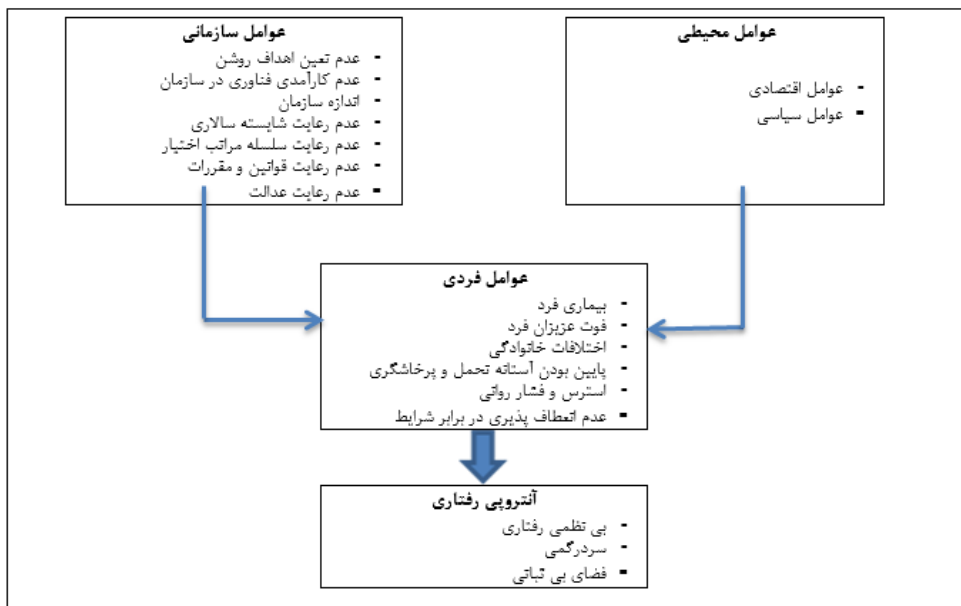 عوامل محیطی
- عوامل اقتصادی
- عوامل سیاسی
عوامل سازمانی
- عدم تعین اهداف روشن
- عدم کارآمدی فناوری در سازمان
- اندازه سازمان
- عدم رعایت شایسته سالاری
- عدم رعایت سلسله مراتب اختیار
- عدم رعایت قوانین و مقررات
- عدم رعایت عدالت
عوامل فردی
- بیماری فرد
- فوت عزیزان فرد
- اختلافات خانوادگی
- پایین بودن آستانه تحمل و پرخاشگری
- استرس و فشار روانی
- عدم انعطاف پذیری در برابر شرایط
آنتروپی رفتاری
- بی نظمی رفتاری
- سردرگمی
- فضای بی ثباتی